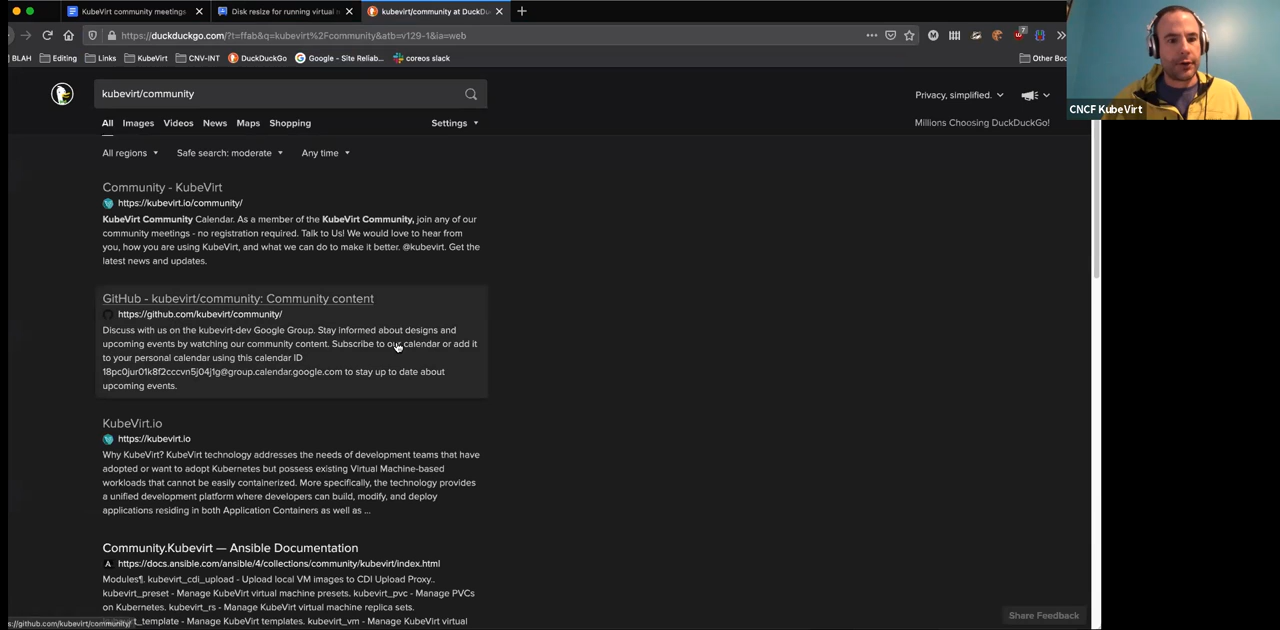 KubeVirt community meetings
Disk resize for running virtual m
kubevirt/community at DuckDu
https://duckduckgo.com/?t=ffab&q=kubevirt%2Fcommunity&atb=v129-1&ia=web
BLAH Editing Links KubeVirt CNV-INT DuckDuckGo Google - Site Reliab... coreos slack Other Boo
CNCF KubeVirt
kubevirt/community
Privacy, simplified.
All Images Videos News Maps Shopping Settings
Millions Choosing DuckDuckGo!
All regions Safe search: moderate Any time
Community - KubeVirt
https://kubevirt.io/community/
KubeVirt Community Calendar. As a member of the KubeVirt Community, join any of our
community meetings - no registration required. Talk to Us! We would love to hear from
you, how you are using KubeVirt, and what we can do to make it better. @kubevirt. Get the
latest news and updates.
GitHub - kubevirt/community: Community content
https://github.com/kubevirt/community/
Discuss with us on the kubevirt-dev Google Group. Stay informed about designs and
upcoming events by watching our community content. Subscribe to our calendar or add it
to your personal calendar using this calendar ID
18pc0jur01k8f2cccvn5j04j1g@group.calendar.google.com to stay up to date about
upcoming events.
KubeVirt.io
https://kubevirt.io
Why KubeVirt? KubeVirt technology addresses the needs of development teams that have
adopted or want to adopt Kubernetes but possess existing Virtual Machine-based
workloads that cannot be easily containerized. More specifically, the technology provides
a unified development platform where developers can build, modify, and deploy
applications residing in both Application Containers as well as ...
Community.Kubevirt — Ansible Documentation
A https://docs.ansible.com/ansible/4/collections/community/kubevirt/index.html
Modules¶. kubevirt_cdi_upload - Upload local VM images to CDI Upload Proxy..
kubevirt_preset - Manage KubeVirt virtual machine presets. kubevirt_pvc - Manage PVCs
on Kubernetes. kubevirt_rs - Manage KubeVirt virtual machine replica sets.
_template - Manage KubeVirt templates. kubevirt_vm - Manage KubeVirt virtual
Share Feedback
s://github.com/kubevirt/community/